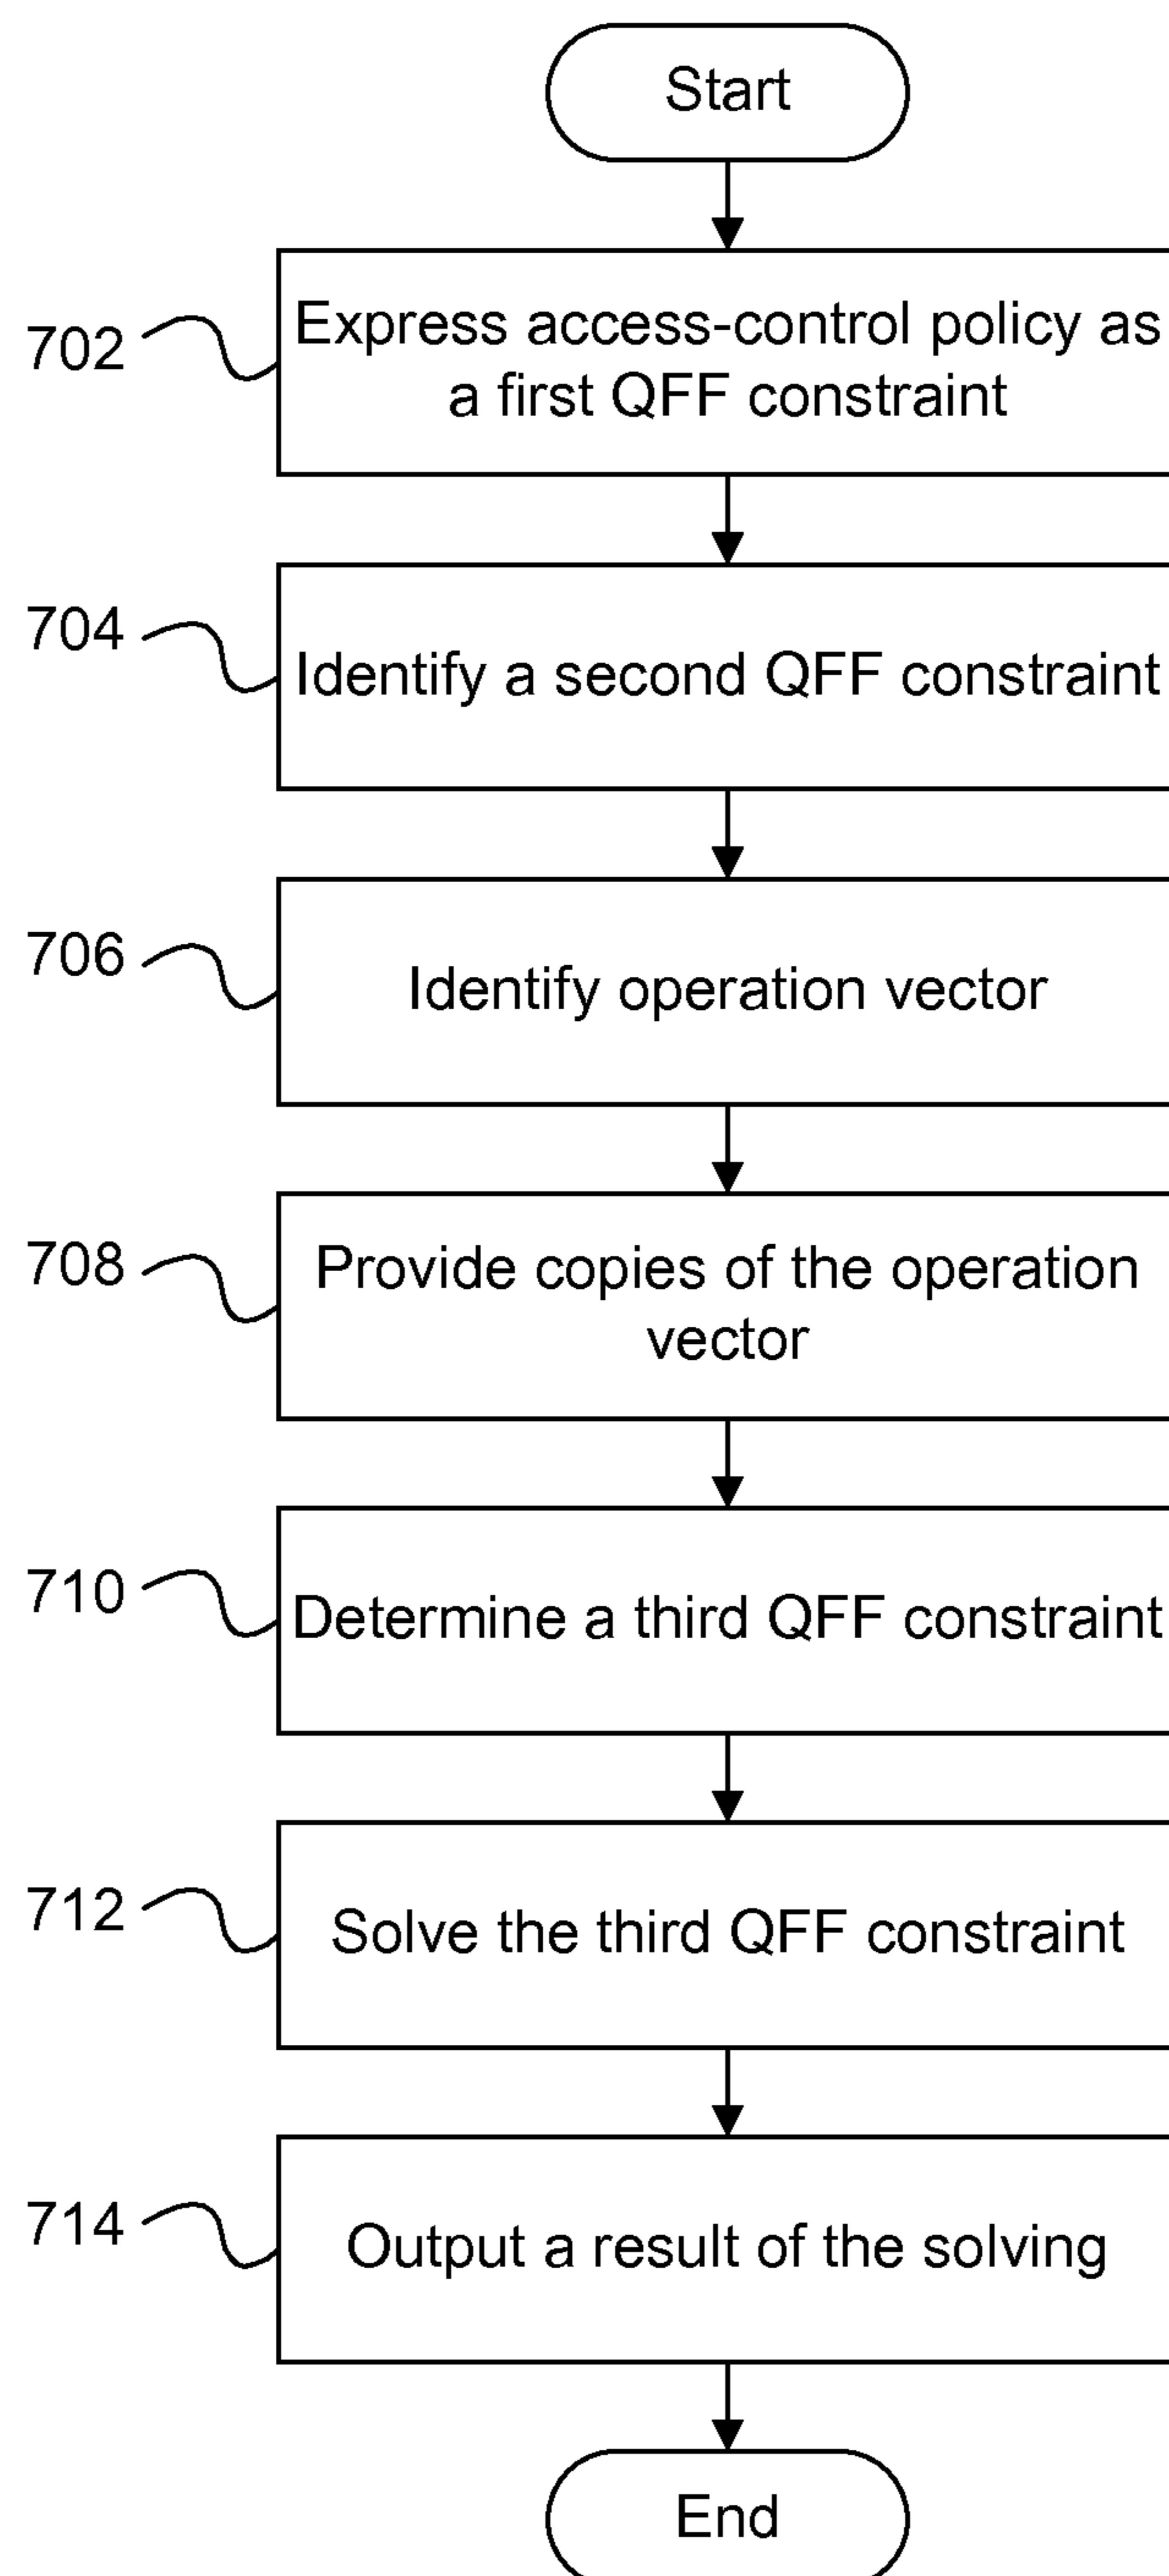 Start
702
Express access-control policy as
a first QFF constraint
704
Identify a second QFF constraint
706
Identify operation vector
708
Provide copies of the operation
vector
710
Determine a third QFF constraint
712
Solve the third QFF constraint
714
Output a result of the solving
End